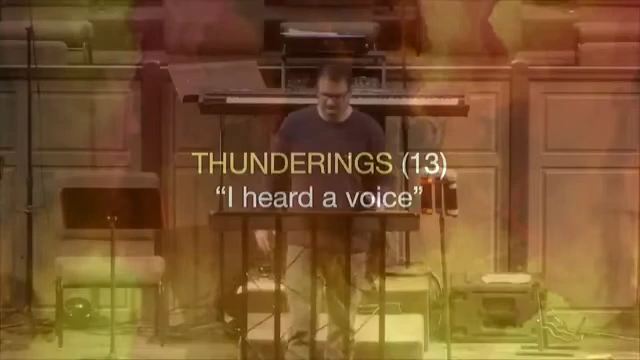 THUNDERINGS (13)
“I heard a voice”